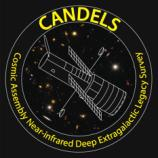 CANDELS
Cosmic Assembly Near-infrared Deep Extragalactic Legacy Survey